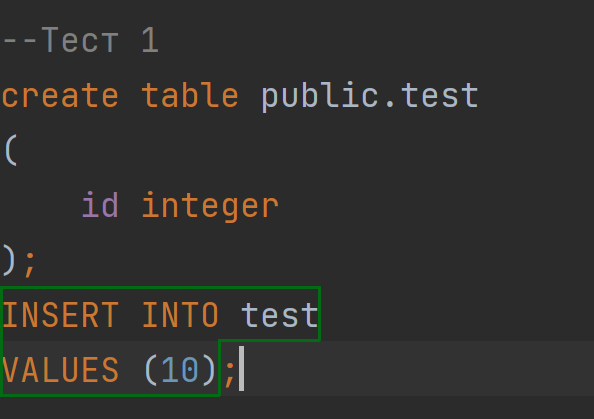 --Тест 1
create table public.test
(
    id integer
);
INSERT INTO test
VALUES (10);